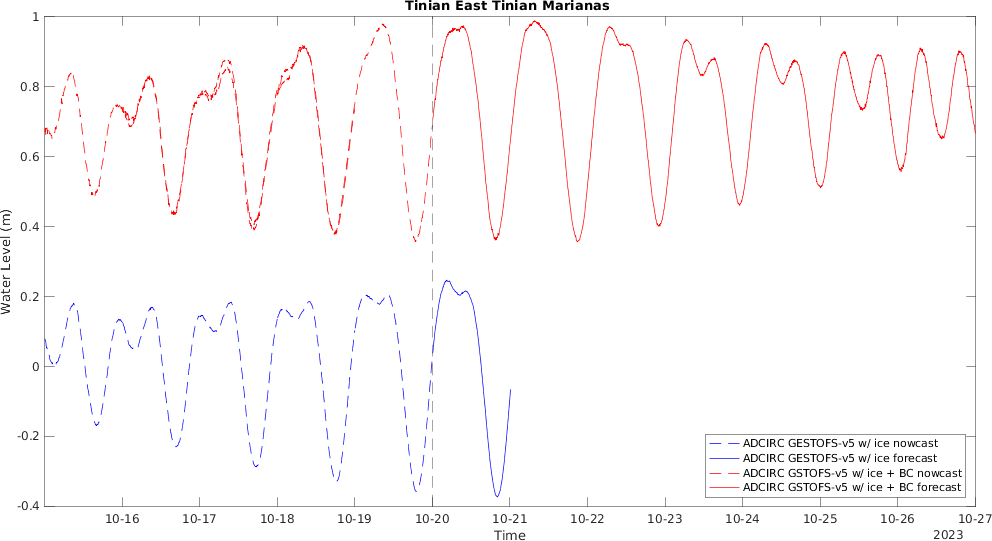 Tinian East Tinian Marianas
1
0.8
0.6
0.4
0.2
0
-0.2
-0.4
Water Level (m)
ADCIRC GESTOFS-v5 w/ ice nowcast
ADCIRC GESTOFS-v5 w/ ice forecast
ADCIRC GSTOFS-v5 w/ ice + BC nowcast
ADCIRC GSTOFS-v5 w/ ice + BC forecast
10-16 10-17 10-18 10-19 10-20 10-21 10-22 10-23 10-24 10-25 10-26 10-27
Time
2023